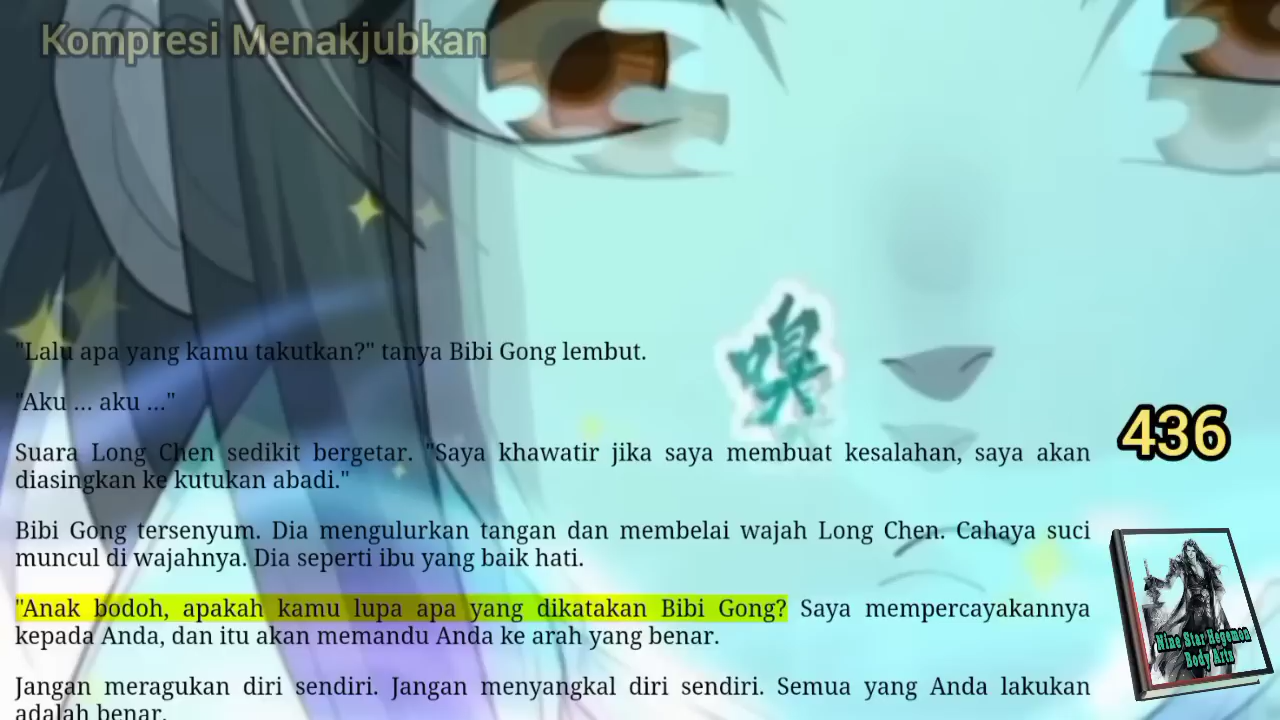 Kompresi Menakjubkan
"Lalu apa yang kamu takutkan?" tanya Bibi Gong lembut.
"Aku ... aku ..."
嗅
Suara Long Chen sedikit bergetar. "Saya khawatir jika saya membuat kesalahan, saya akan
diasingkan ke kutukan abadi."
436
Bibi Gong tersenyum. Dia mengulurkan tangan dan membelai wajah Long Chen. Cahaya suci
muncul di wajahnya. Dia seperti ibu yang baik hati.
"Anak bodoh, apakah kamu lupa apa yang dikatakan Bibi Gong? Saya mempercayakannya
kepada Anda, dan itu akan memandu Anda ke arah yang benar.
Nine Star Hegemon
Body Arts
Jangan meragukan diri sendiri. Jangan menyangkal diri sendiri. Semua yang Anda lakukan
adalah benar.